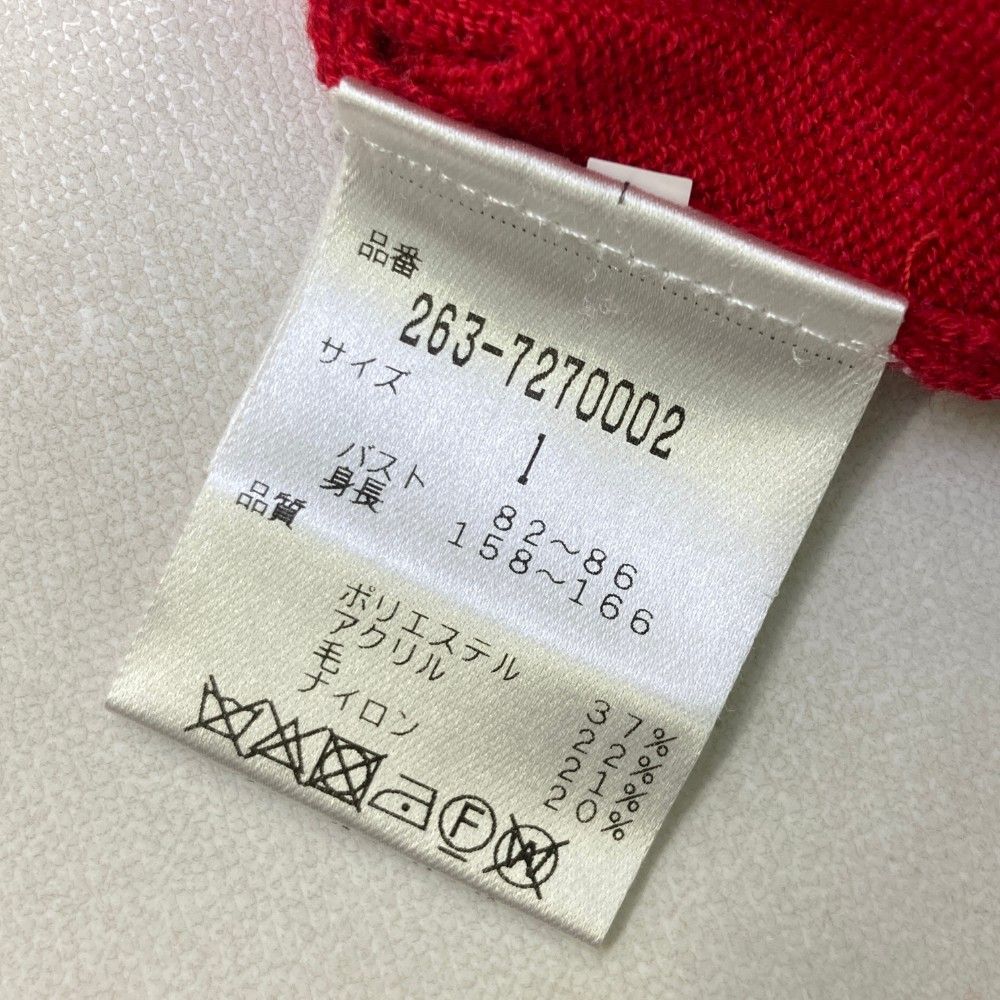 品番
263-7270002
サイズ
1
バスト 82~86
身長 158~166
品質
ポリエステル 37%
アクリル 22%
毛 21%
ナイロン 20%
F
W